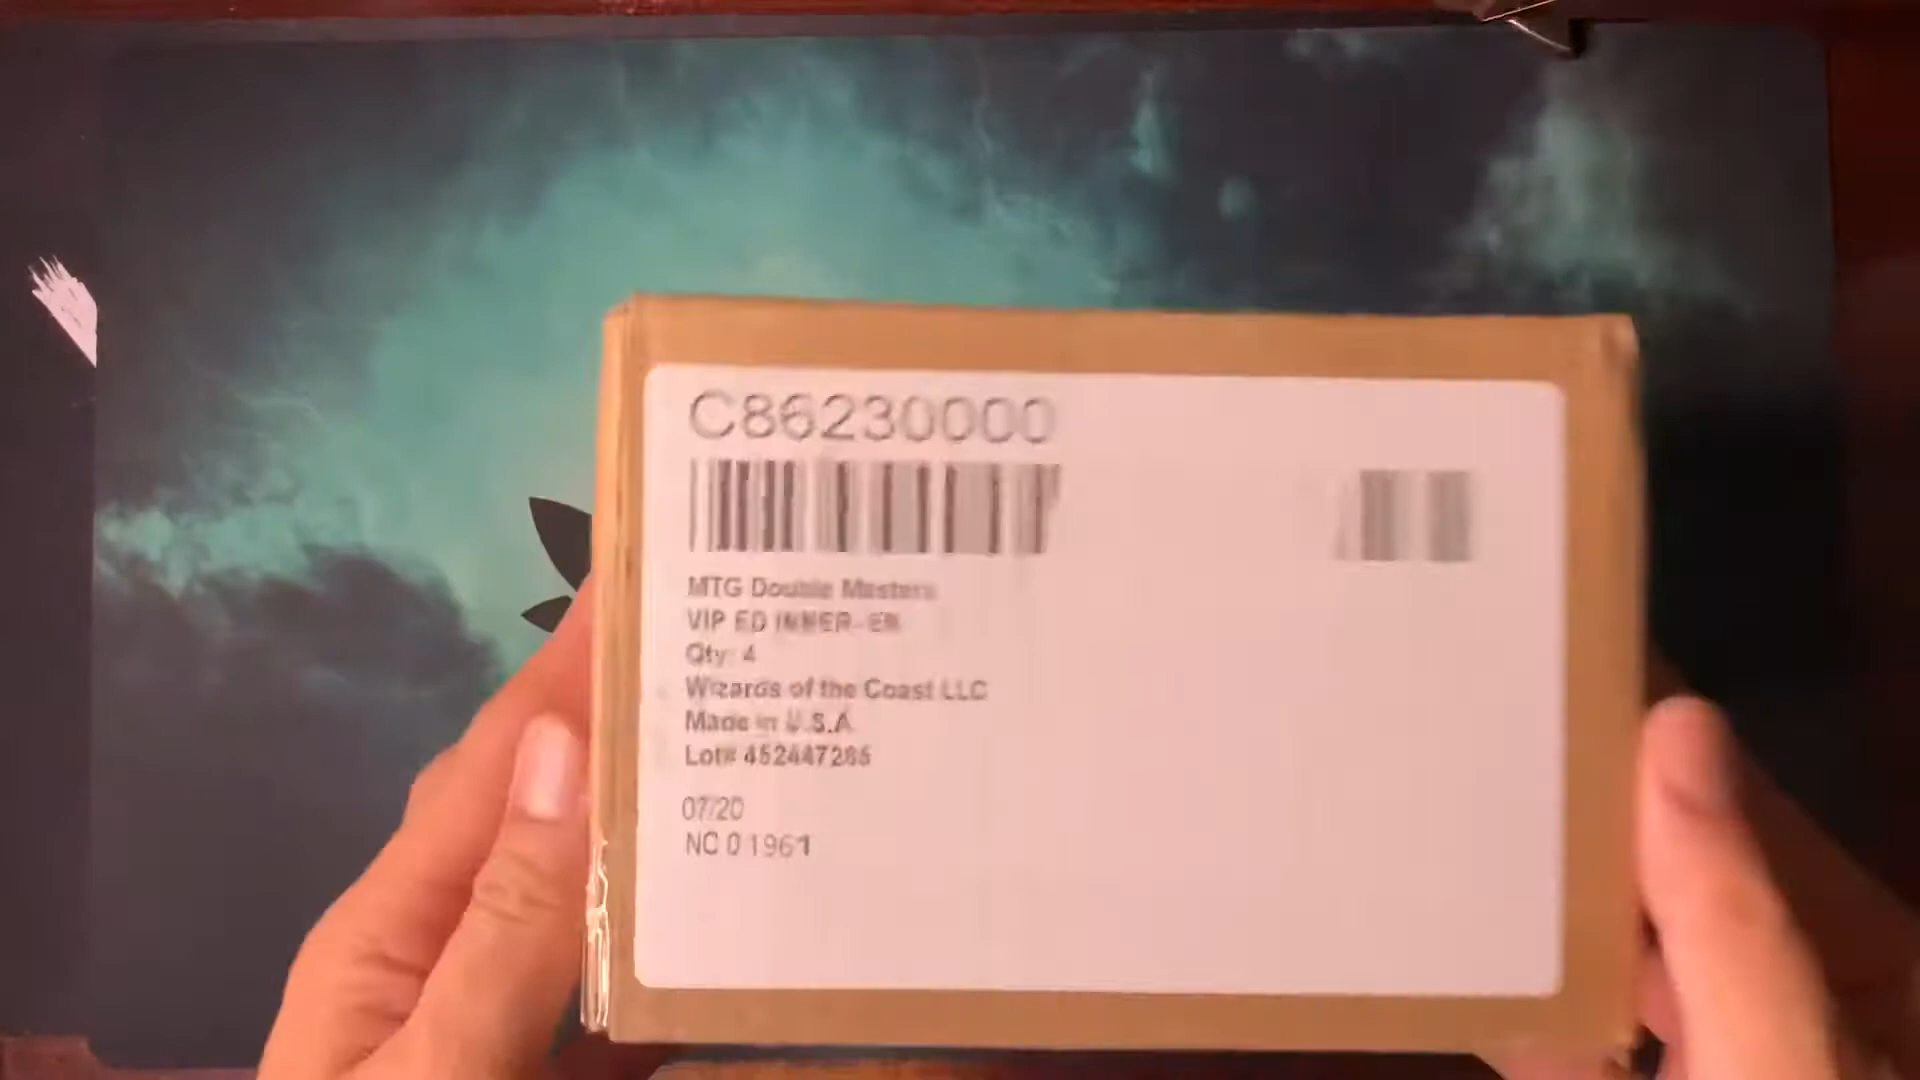 C86230000
MTG Double Masters
VIP ED INNER-EN
Qty: 4
Wizards of the Coast LLC
Made in U.S.A.
Lot# 452447285
07/20
NC 0 1961